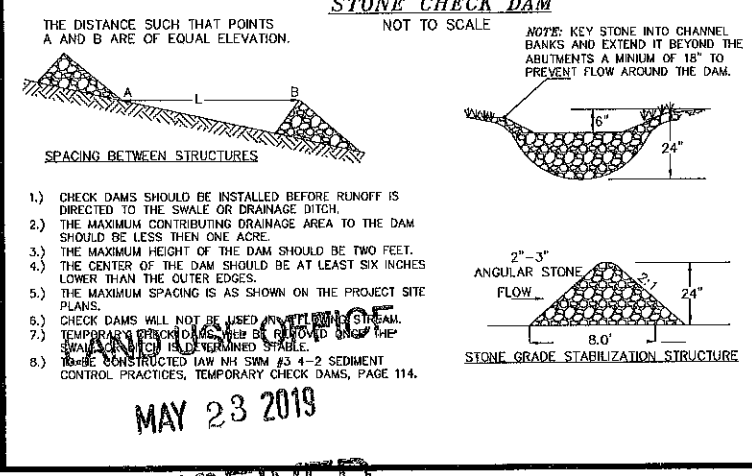 STONE CHECK DAM
NOT TO SCALE
THE DISTANCE SUCH THAT POINTS
A AND B ARE OF EQUAL ELEVATION.
A
L
B
SPACING BETWEEN STRUCTURES
NOTE: KEY STONE INTO CHANNEL
BANKS AND EXTEND IT BEYOND THE
ABUTMENTS A MINIUM OF 18" TO
PREVENT FLOW AROUND THE DAM.
6"
24"
1.) CHECK DAMS SHOULD BE INSTALLED BEFORE RUNOFF IS
DIRECTED TO THE SWALE OR DRAINAGE DITCH.
2.) THE MAXIMUM CONTRIBUTING DRAINAGE AREA TO THE DAM
SHOULD BE LESS THEN ONE ACRE.
3.) THE MAXIMUM HEIGHT OF THE DAM SHOULD BE TWO FEET.
4.) THE CENTER OF THE DAM SHOULD BE AT LEAST SIX INCHES
LOWER THAN THE OUTER EDGES.
5.) THE MAXIMUM SPACING IS AS SHOWN ON THE PROJECT SITE
PLANS.
6.) CHECK DAMS WILL NOT BE USED IN FLOWING STREAM.
7.) TEMPORARY CHECK DAMS WILL BE REMOVED ONCE THE
SWALE DITCH IS DETERMINED STABLE.
8.) TO BE CONSTRUCTED IAW NH SWM #3 4-2 SEDIMENT
CONTROL PRACTICES, TEMPORARY CHECK DAMS, PAGE 114.
LAND USE OFFICE
MAY 23 2019
2"-3"
ANGULAR STONE
FLOW
2:1
24"
8.0'
STONE GRADE STABILIZATION STRUCTURE